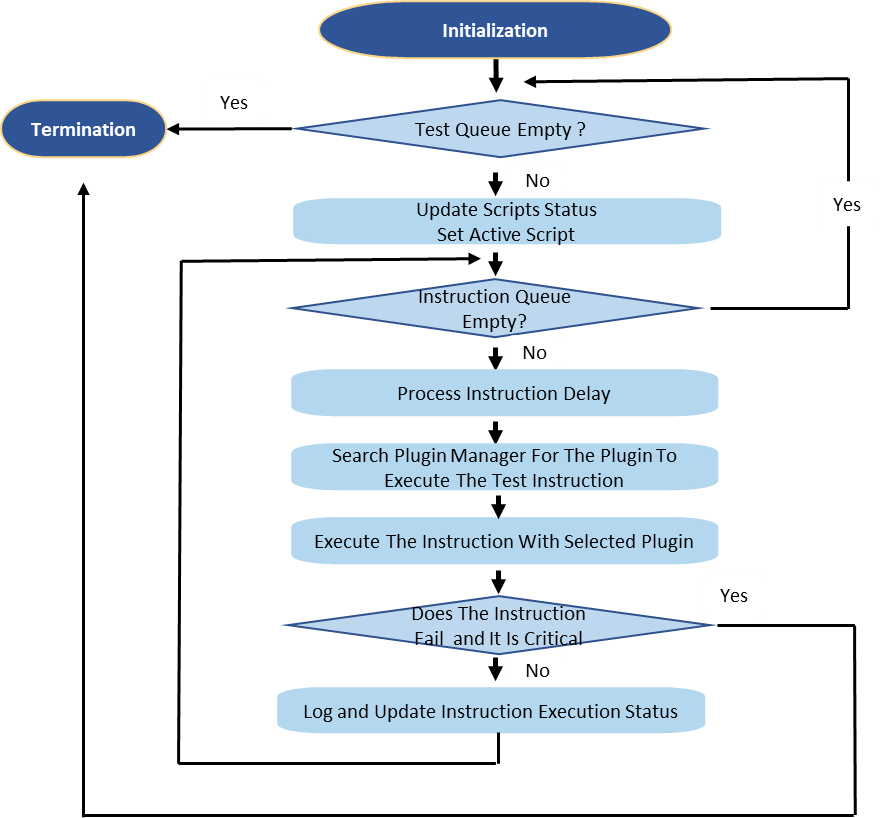 Initialization
Yes
Termination
Test Queue Empty ?
No
Update Scripts Status
Set Active Script
Yes
Instruction Queue
Empty?
No
Process Instruction Delay
Search Plugin Manager For The Plugin To
Execute The Test Instruction
Execute The Instruction With Selected Plugin
Yes
Does The Instruction
Fail and It Is Critical
No
Log and Update Instruction Execution Status